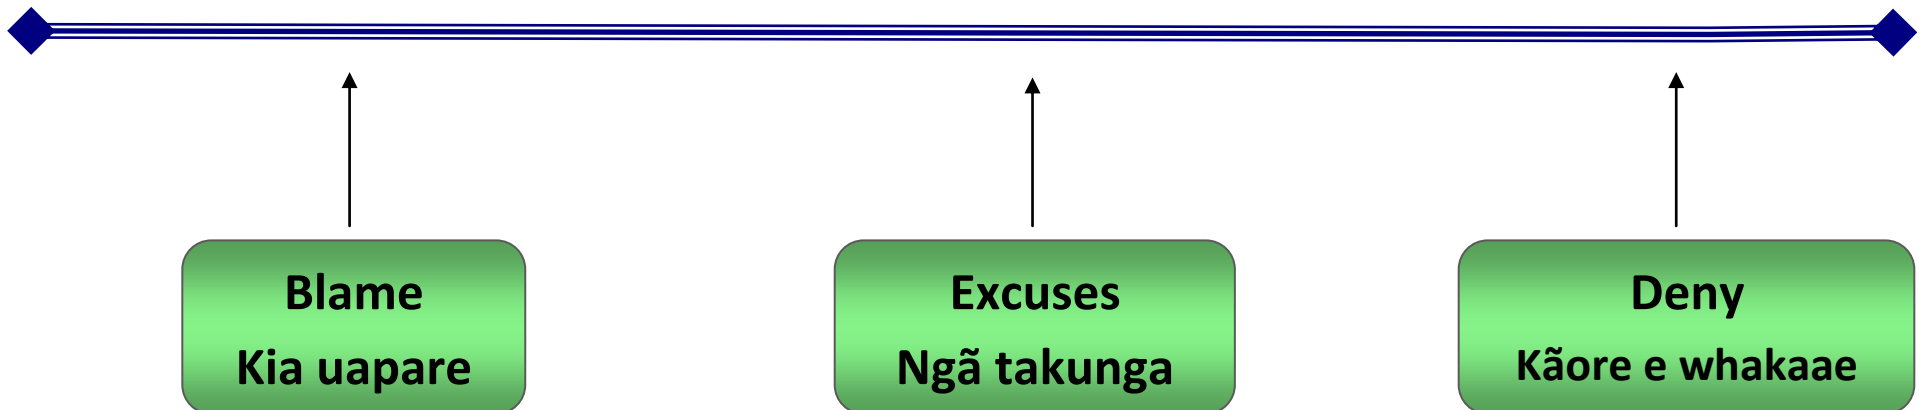 Blame
Kia uapare
Excuses
Ngã takunga
Deny
Kãore e whakaae